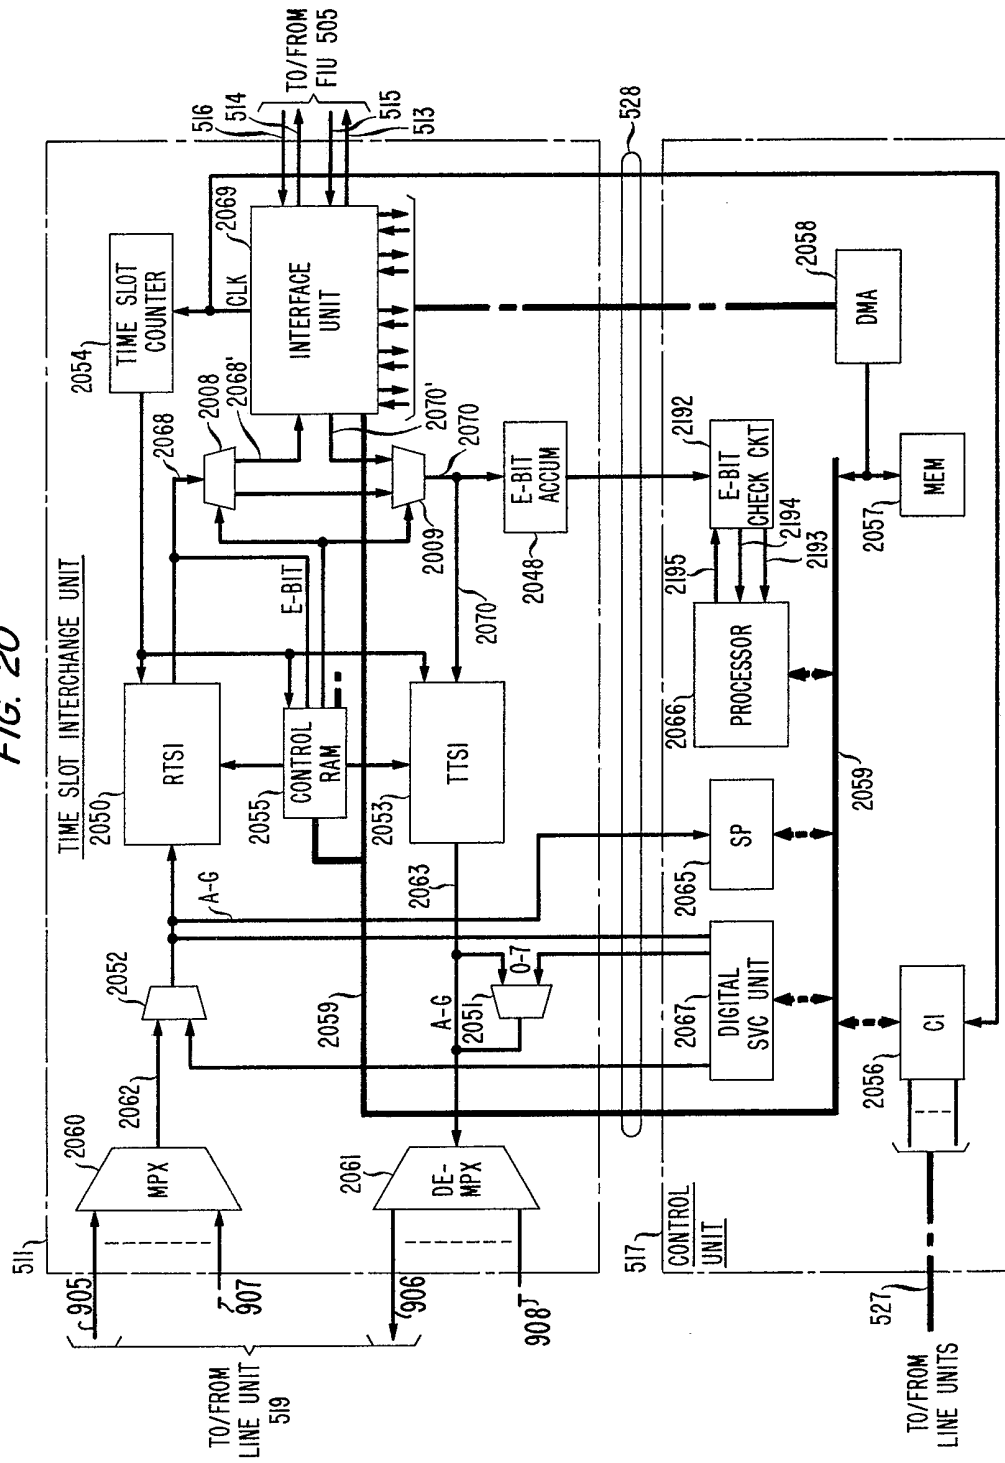 FIG. 20
TIME SLOT INTERCHANGE UNIT
511
905
907
906
908
TO/FROM
LINE UNIT
519
2060
MPX
2062
2052
A-G
2050
RTSI
2054
TIME SLOT
COUNTER
2068
2008
2068'
CLK
2069
INTERFACE
UNIT
516
514
TO/FROM
FIU 505
515
513
E-BIT
2055
CONTROL
RAM
2009
2070'
2070
2070
2048
E-BIT
ACCUM
2053
TTSI
2063
2059
A-G
2051
0-7
2061
DE-
MPX
528
517
CONTROL
UNIT
2067
DIGITAL
SVC UNIT
2065
SP
2066
PROCESSOR
2195
2194
2193
2192
E-BIT
CHECK CKT
2058
DMA
2057
MEM
2059
2056
CI
527
TO/FROM
LINE UNITS